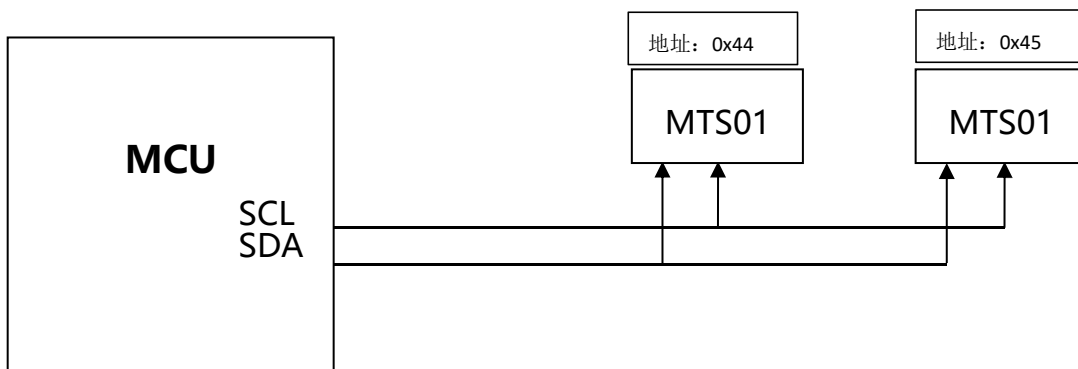 地址：0x44
地址：0x45
MTS01
MTS01
MCU
SCL
SDA